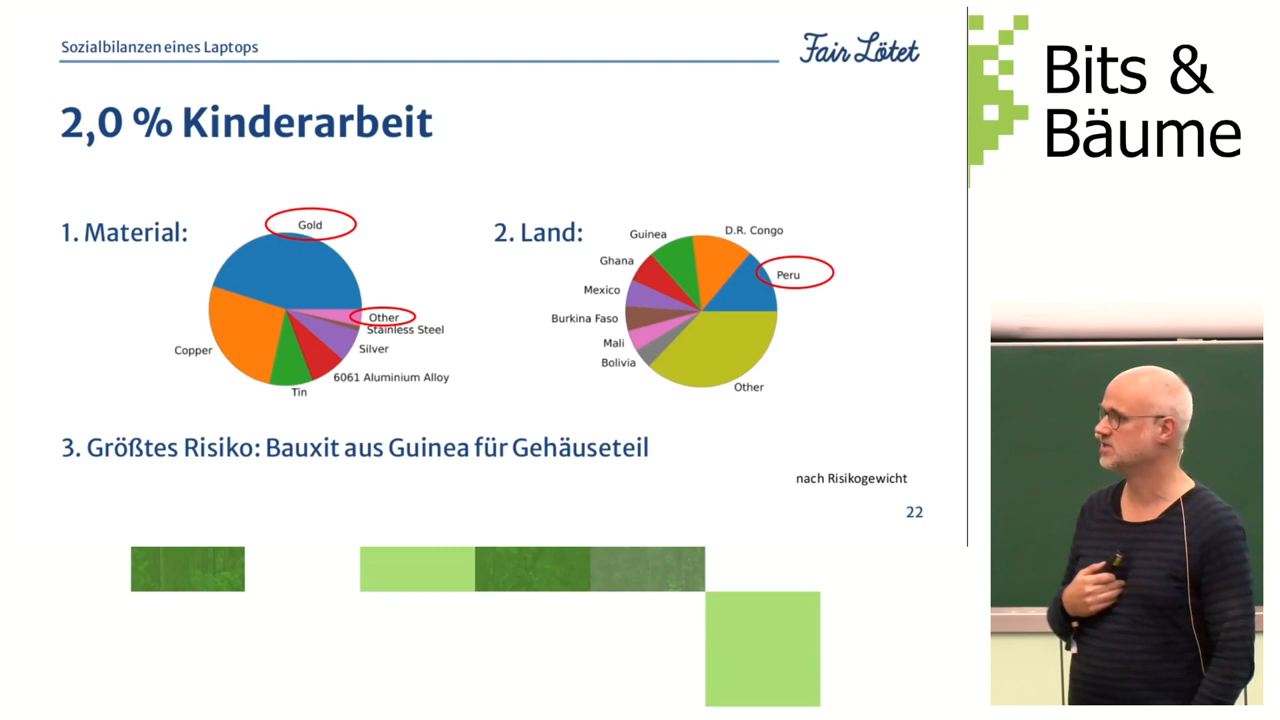 Sozialbilanzen eines Laptops
Fair Lötet
Bits &
Bäume
2,0 % Kinderarbeit
1. Material:
Gold
Other
Stainless Steel
Silver
6061 Aluminium Alloy
Tin
Copper
2. Land:
Guinea
D.R. Congo
Ghana
Peru
Mexico
Burkina Faso
Mali
Bolivia
Other
3. Größtes Risiko: Bauxit aus Guinea für Gehäuseteil
nach Risikogewicht
22